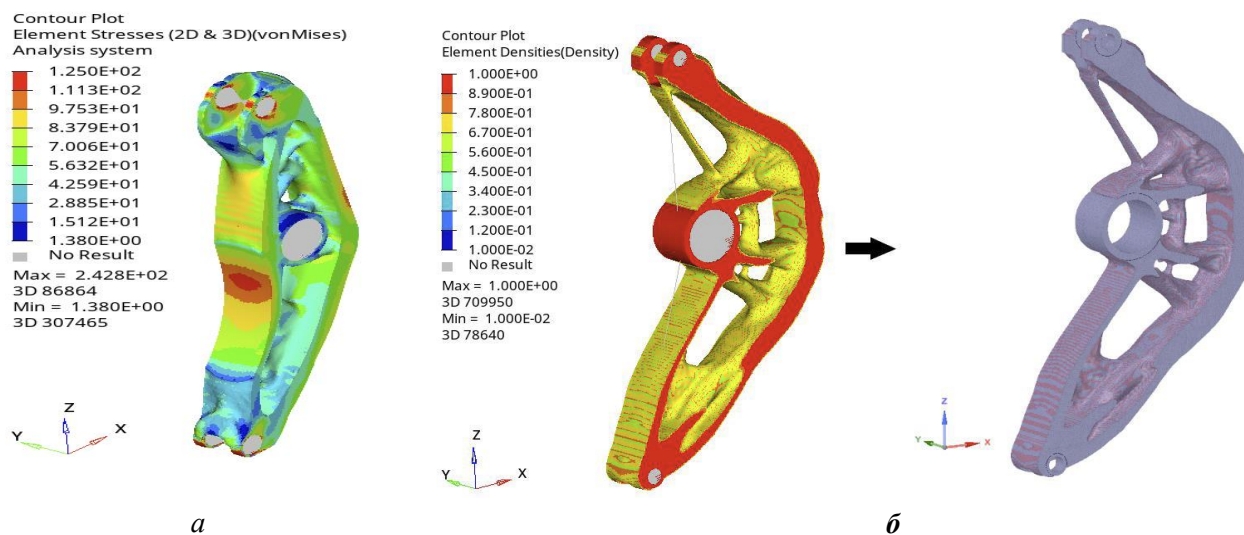 Contour Plot
Element Stresses (2D & 3D)(vonMises)
Analysis system
1.250E+02
1.113E+02
9.753E+01
8.379E+01
7.006E+01
5.632E+01
4.259E+01
2.885E+01
1.512E+01
1.380E+00
No Result
Max = 2.428E+02
3D 86864
Min = 1.380E+00
3D 307465
Z
Y
X
а
Contour Plot
Element Densities(Density)
1.000E+00
8.900E-01
7.800E-01
6.700E-01
5.600E-01
4.500E-01
3.400E-01
2.300E-01
1.200E-01
1.000E-02
No Result
Max = 1.000E+00
3D 709950
Min = 1.000E-02
3D 78640
Z
Y
X
Z
Y
X
б